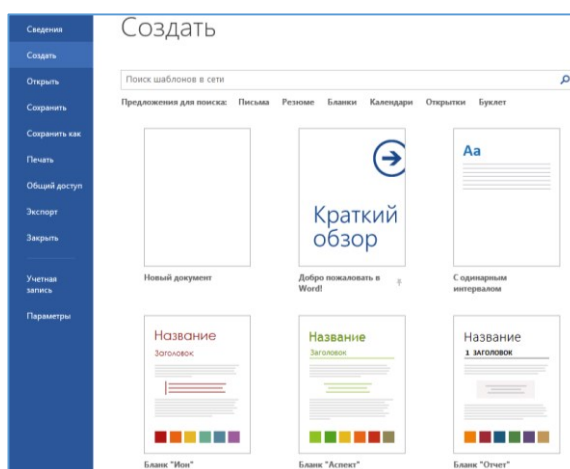 Создать
Сведения
Создать
Открыть
Сохранить
Сохранить как
Печать
Общий доступ
Экспорт
Закрыть
Учетная
запись
Параметры
Поиск шаблонов в сети
Предложения для поиска: Письма Резюме Бланки Календари Открытки Буклет
Краткий
обзор
Aa
Новый документ
Добро пожаловать в
Word!
С одинарным
интервалом
Название
Заголовок
Название
Заголовок
Название
1 ЗАГОЛОВОК
Бланк "Ион"
Бланк "Аспект"
Бланк "Отчет"